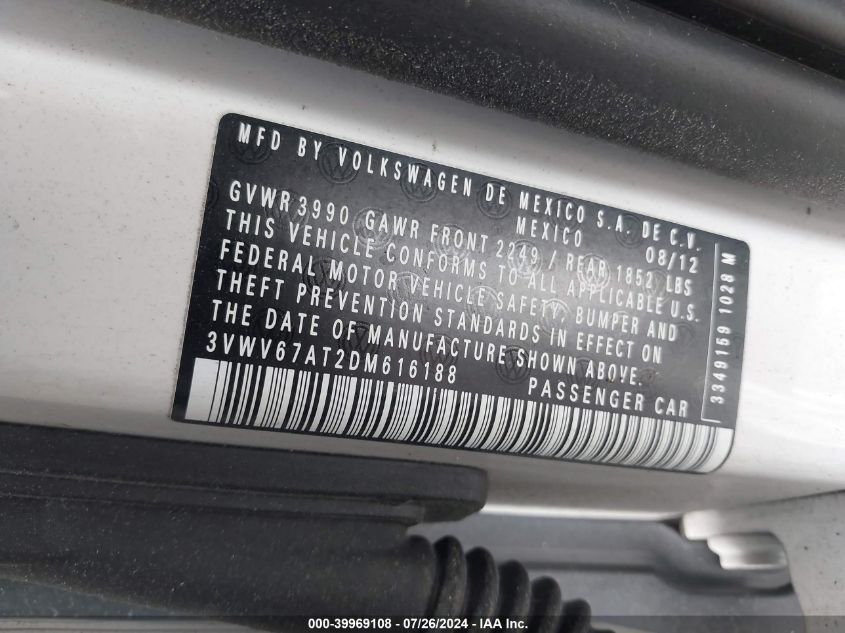 MFD BY VOLKSWAGEN DE MEXICO S.A. DE C.V.
MEXICO 08/12
GVWR 3990 GAWR FRONT 2249 / REAR 1852 LBS
THIS VEHICLE CONFORMS TO ALL APPLICABLE U.S.
FEDERAL MOTOR VEHICLE SAFETY, BUMPER AND
THEFT PREVENTION STANDARDS IN EFFECT ON
THE DATE OF MANUFACTURE SHOWN ABOVE.
3VWV67AT2DM616188 PASSENGER CAR
3349159 1028 M
000-39969108 - 07/26/2024 - IAA Inc.